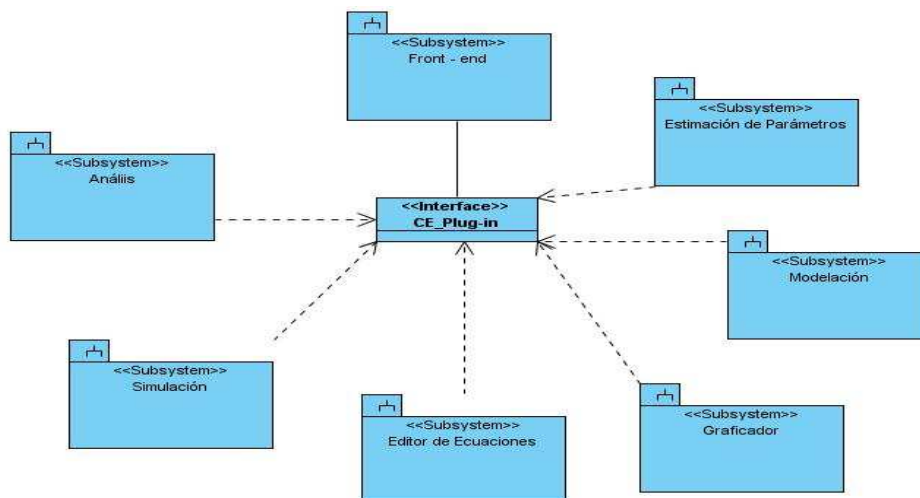 <<Subsystem>>
Front - end
<<Subsystem>>
Estimación de Parámetros
<<Subsystem>>
Análiis
<<Interface>>
CE_Plug-in
<<Subsystem>>
Modelación
<<Subsystem>>
Simulación
<<Subsystem>>
Editor de Ecuaciones
<<Subsystem>>
Graficador